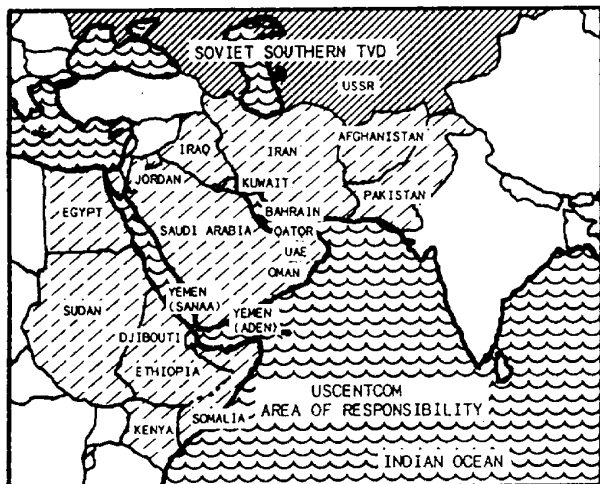 SOVIET SOUTHERN TVD
USSR
AFGHANISTAN
IRAQ
IRAN
JORDAN
KUWAIT
PAKISTAN
EGYPT
BAHRAIN
SAUDI ARABIA
QATOR
UAE
OMAN
SUDAN
YEMEN
(SANAA)
YEMEN
(ADEN)
DJIBOUTI
ETHIOPIA
USCENTCOM
AREA OF RESPONSIBILITY
SOMALIA
KENYA
INDIAN OCEAN